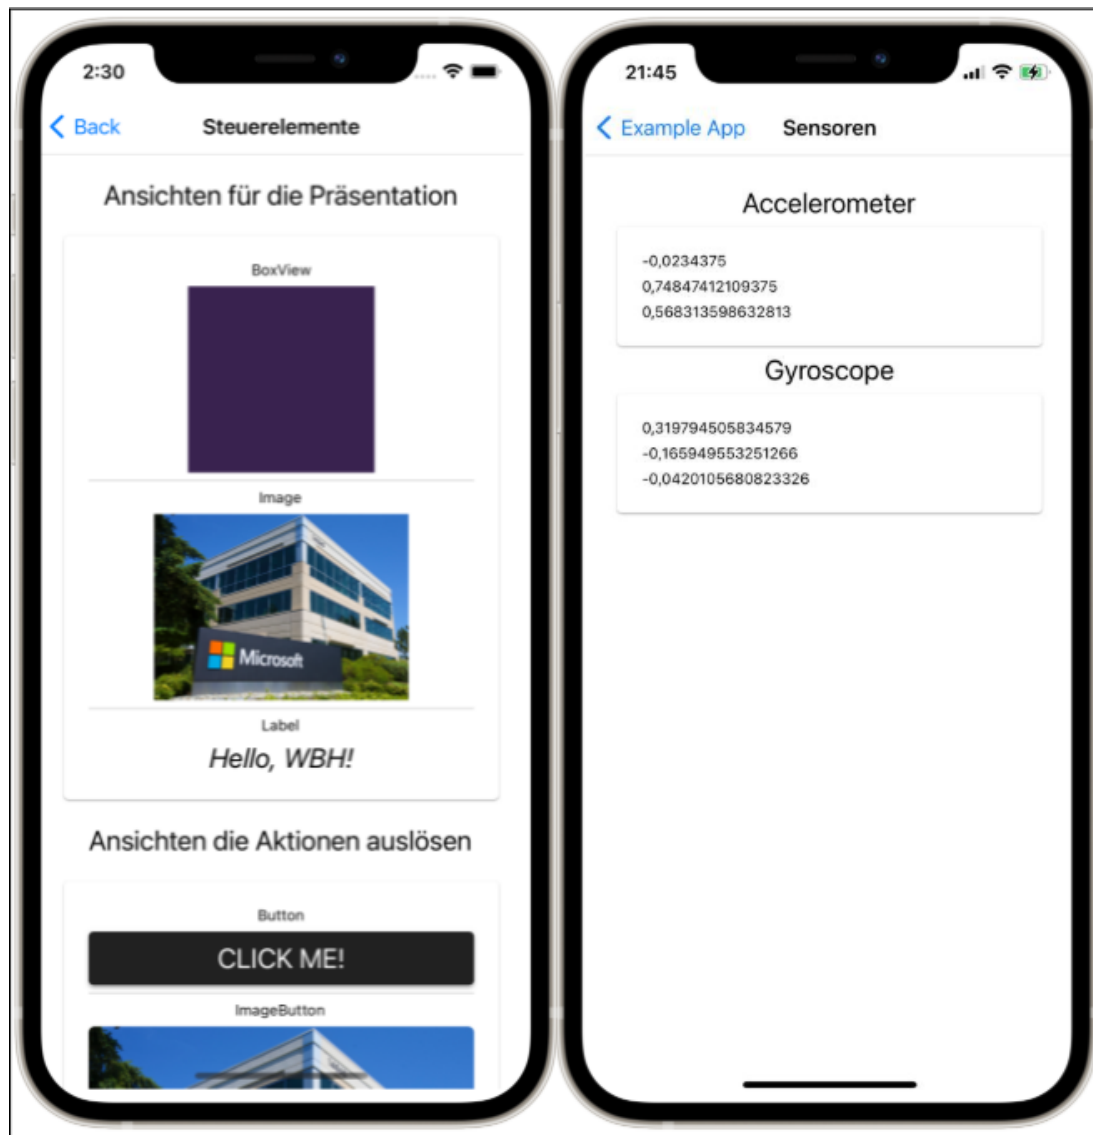 2:30
Back Steuerelemente
Ansichten für die Präsentation
BoxView
Image
Microsoft
Label
Hello, WBH!
Ansichten die Aktionen auslösen
Button
CLICK ME!
ImageButton
21:45
Example App Sensoren
Accelerometer
-0,0234375
0,74847412109375
0,568313598632813
Gyroscope
0,319794505834579
-0,165949553251266
-0,0420105680823326